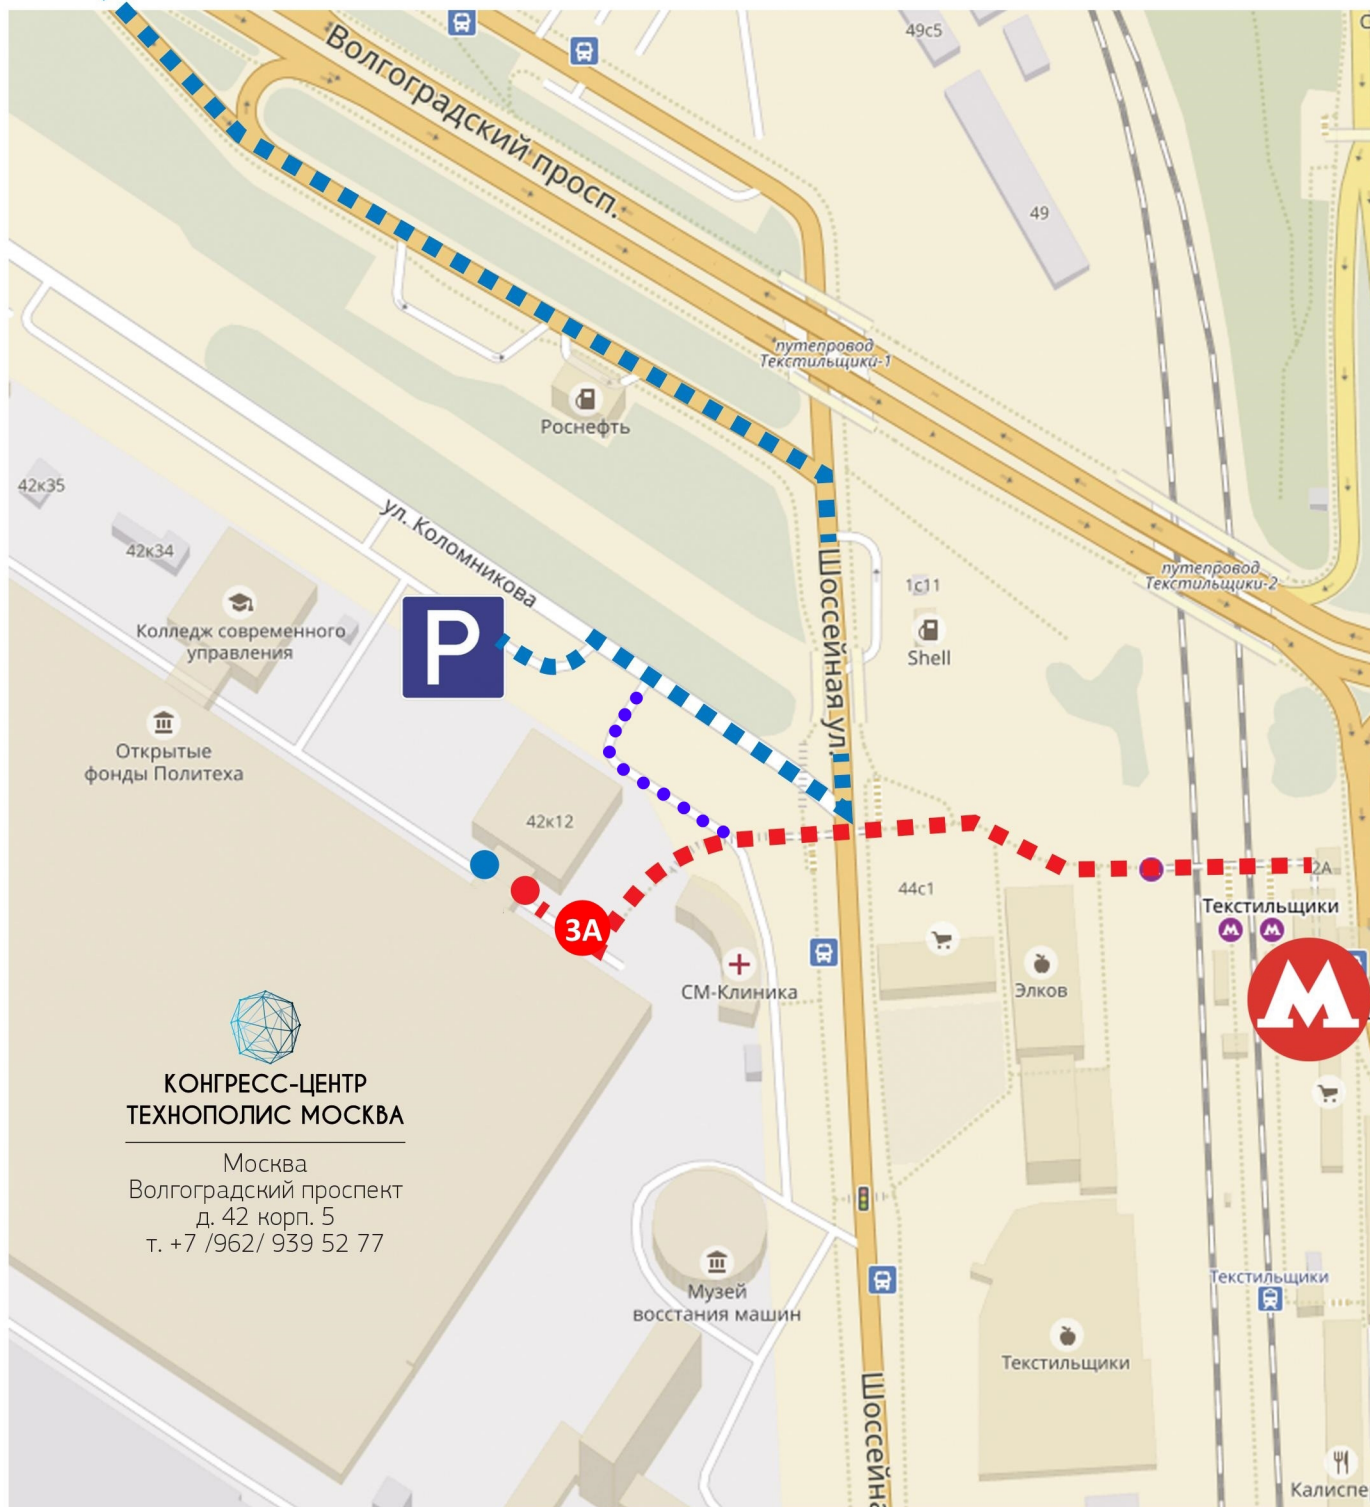 49с5
Волгоградский просп.
49
путепровод
Текстильщики-1
Роснефть
42к35
42к34
ул. Коломникова
путепровод
Текстильщики-2
1с11
Shell
Шоссейная ул.
Колледж современного
управления
P
Открытые
фонды Политеха
42к12
44с1
2А
Текстильщики
М М
М
3А
СМ-Клиника
Элков
КОНГРЕСС-ЦЕНТР
ТЕХНОПОЛИС МОСКВА
Москва
Волгоградский проспект
д. 42 корп. 5
т. +7 /962/ 939 52 77
Музей
восстания машин
Текстильщики
Текстильщики
Шоссейна
Калиспе